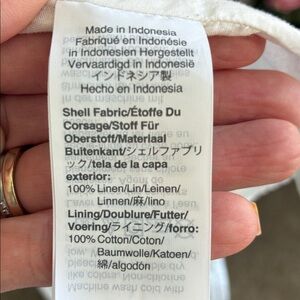 Made in Indonesia
Fabriqué en Indonésie
in Indonesien Hergestellt
Vervaardigd in Indonesië
インドネシア製
Hecho en Indonesia
Shell Fabric/Étoffe Du
Corsage/Stoff Für
Oberstoff/Materiaal
Buitenkant/シェルファブリ
ック/tela de la capa
exterior:
100% Linen/Lin/Leinen/
Linnen/麻/lino
Lining/Doublure/Futter/
Voering/ライニング/forro:
100% Cotton/Coton/
Baumwolle/Katoen/
綿/algodón